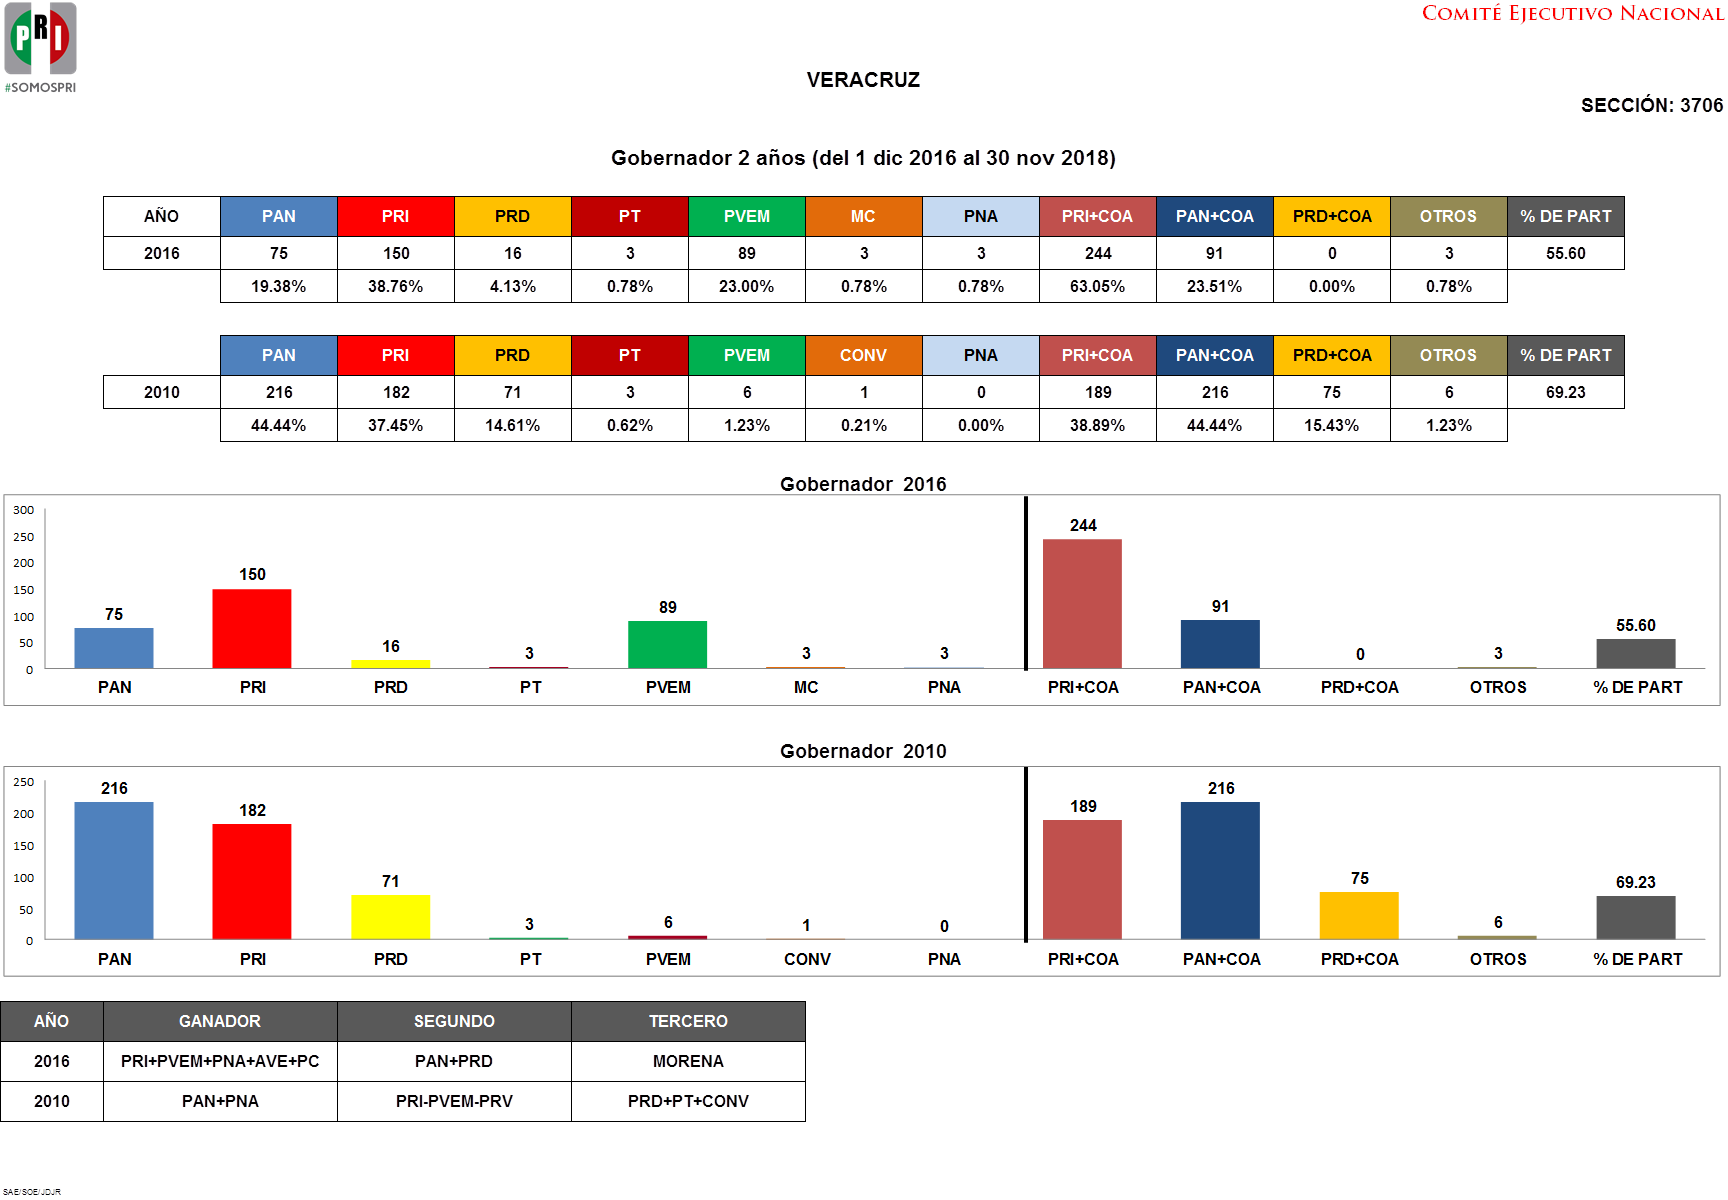 COMITÉ EJECUTIVO NACIONAL
PRI
#SOMOSPRI
VERACRUZ
SECCIÓN: 3706
Gobernador 2 años (del 1 dic 2016 al 30 nov 2018)
AÑO PAN PRI PRD PT PVEM MC PNA PRI+COA PAN+COA PRD+COA OTROS % DE PART
2016 75 150 16 3 89 3 3 244 91 0 3 55.60
19.38% 38.76% 4.13% 0.78% 23.00% 0.78% 0.78% 63.05% 23.51% 0.00% 0.78%
PAN PRI PRD PT PVEM CONV PNA PRI+COA PAN+COA PRD+COA OTROS % DE PART
2010 216 182 71 3 6 1 0 189 216 75 6 69.23
44.44% 37.45% 14.61% 0.62% 1.23% 0.21% 0.00% 38.89% 44.44% 15.43% 1.23%
Gobernador 2016
300
250
200
150
100
50
0
75 150 16 3 89 3 3 244 91 0 3 55.60
PAN PRI PRD PT PVEM MC PNA PRI+COA PAN+COA PRD+COA OTROS % DE PART
Gobernador 2010
250
200
150
100
50
0
216 182 71 3 6 1 0 189 216 75 6 69.23
PAN PRI PRD PT PVEM CONV PNA PRI+COA PAN+COA PRD+COA OTROS % DE PART
AÑO GANADOR SEGUNDO TERCERO
2016 PRI+PVEM+PNA+AVE+PC PAN+PRD MORENA
2010 PAN+PNA PRI-PVEM-PRV PRD+PT+CONV
SAE/SOE/JDJR